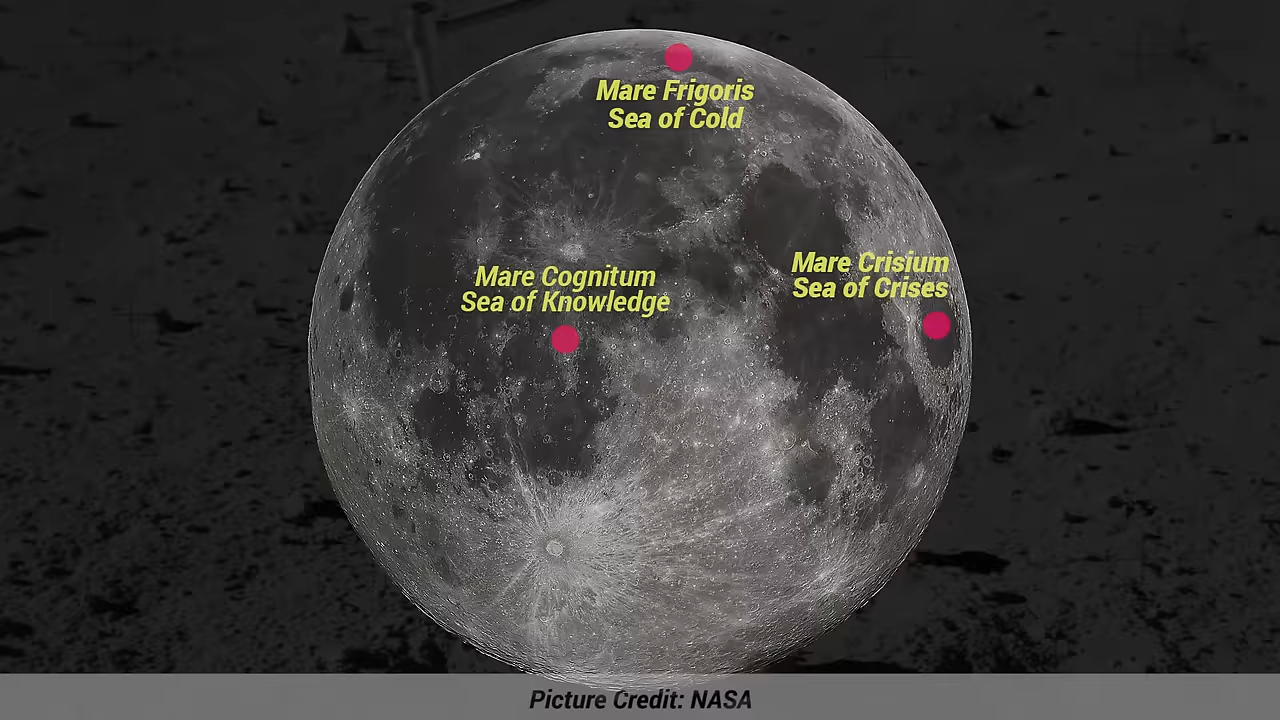 Mare Frigoris
Sea of Cold
Mare Crisium
Sea of Crises
Mare Cognitum
Sea of Knowledge
Picture Credit: NASA